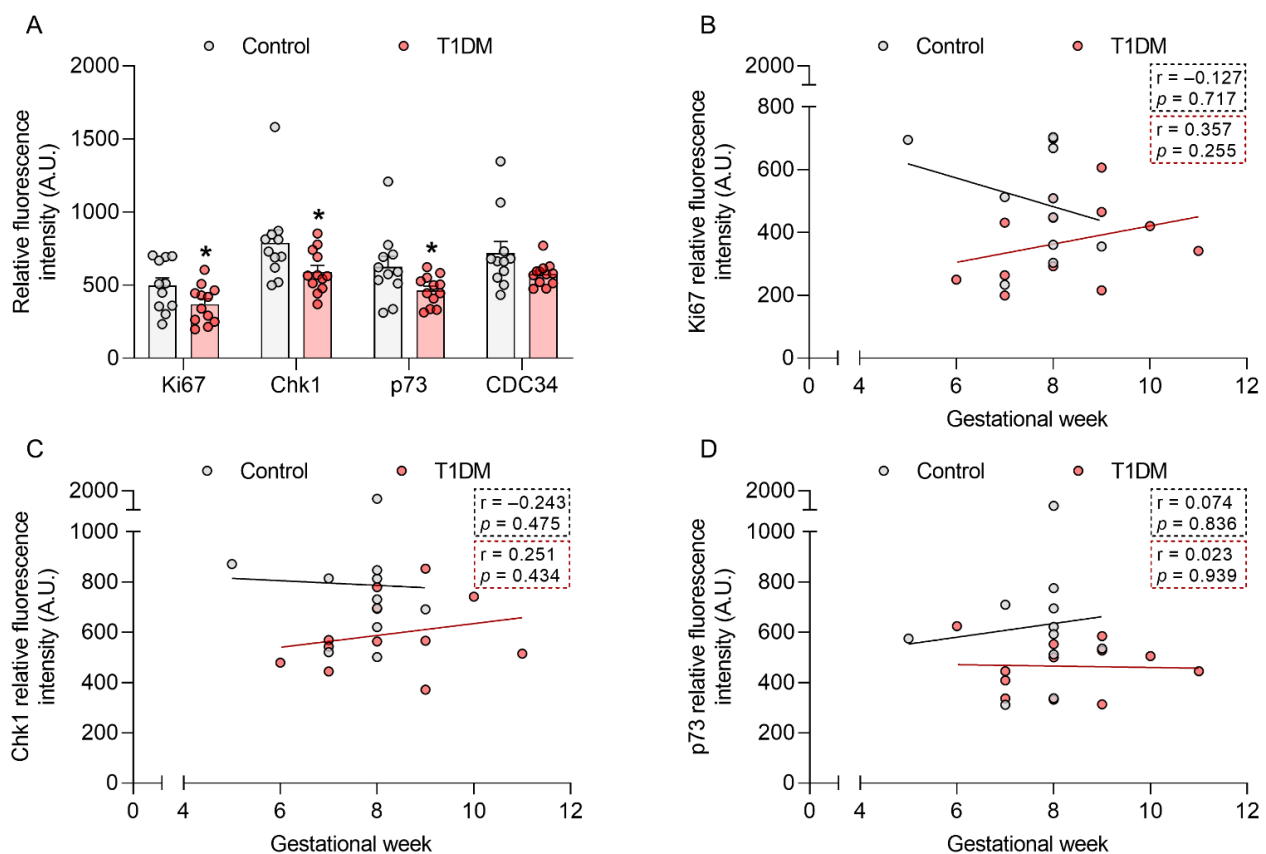 A
Control
T1DM
2000
1500
1000
500
0
Relative fluorescence
intensity (A.U.)
*
*
*
Ki67
Chk1
p73
CDC34
B
Control
T1DM
2000
800
600
400
200
0
Ki67 relative fluorescence
intensity (A.U.)
r = –0.127
p = 0.717
r = 0.357
p = 0.255
0
4
6
8
10
12
Gestational week
C
Control
T1DM
2000
1000
800
600
400
200
0
Chk1 relative fluorescence
intensity (A.U.)
r = –0.243
p = 0.475
r = 0.251
p = 0.434
0
4
6
8
10
12
Gestational week
D
Control
T1DM
2000
1000
800
600
400
200
0
p73 relative fluorescence
intensity (A.U.)
r = 0.074
p = 0.836
r = 0.023
p = 0.939
0
4
6
8
10
12
Gestational week